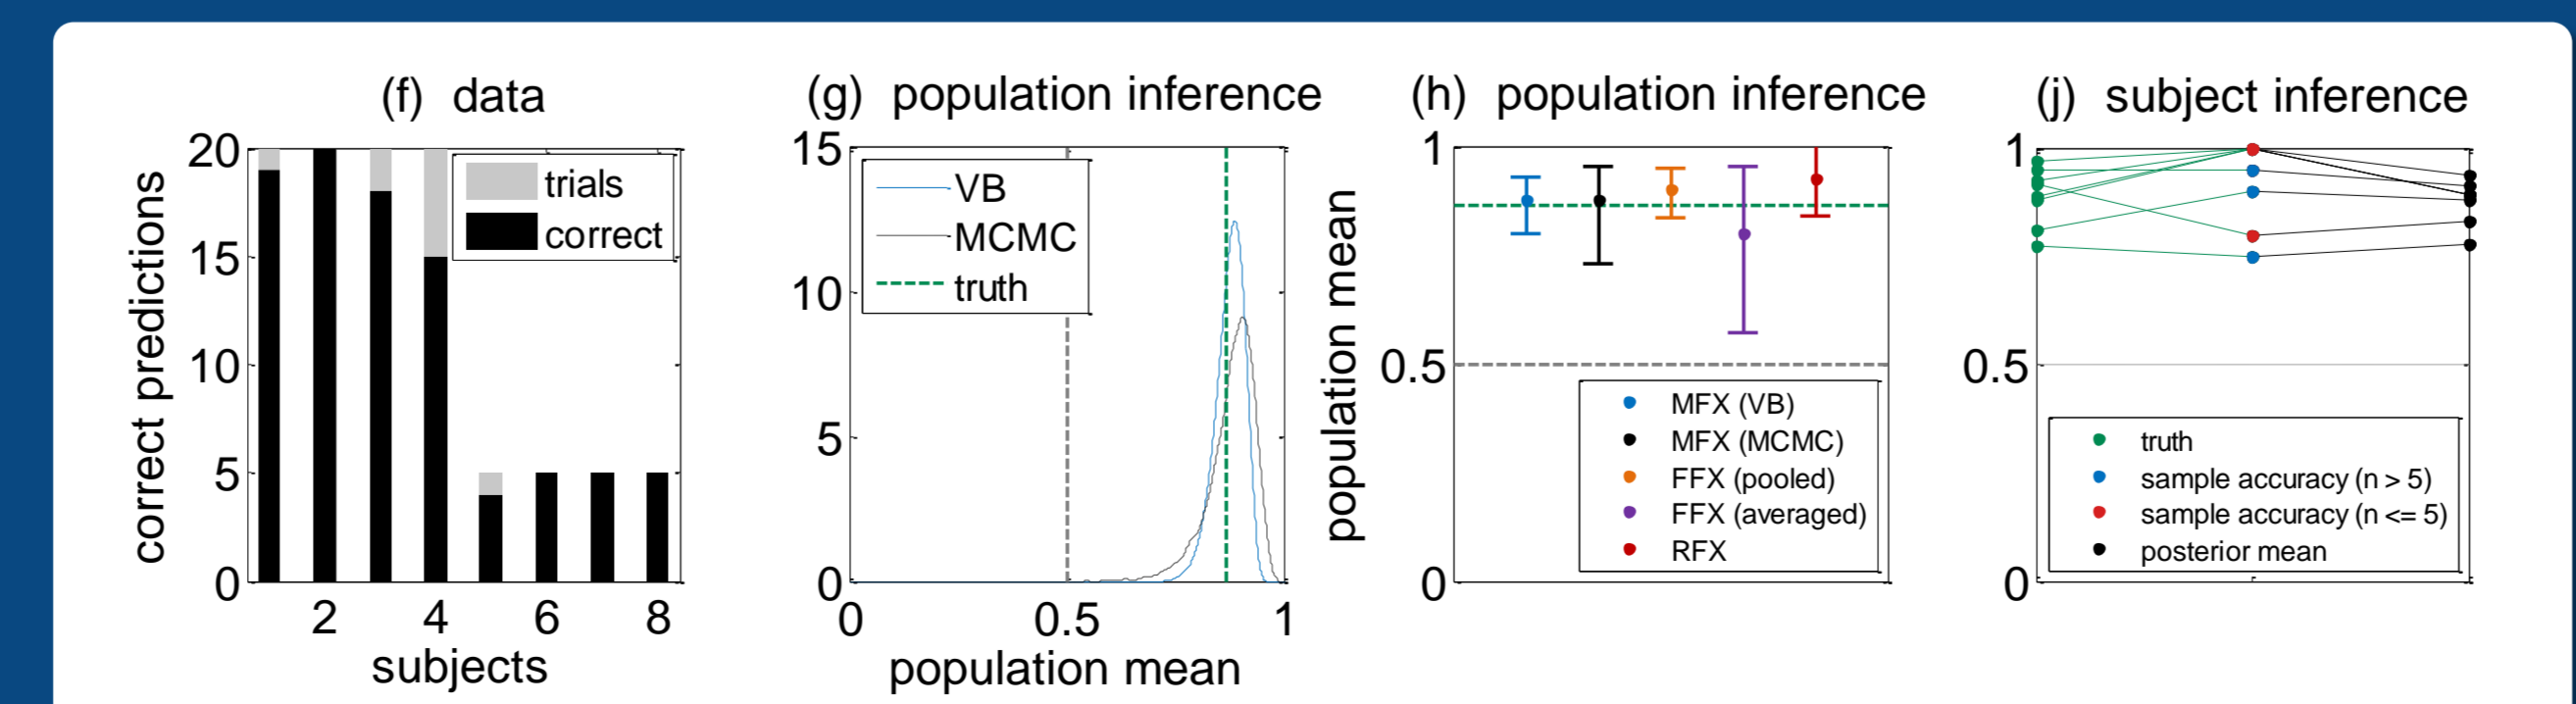 (f) data
20
15
10
5
0
2
4
6
8
correct predictions
subjects
trials
correct
(g) population inference
15
10
5
0
0
0.5
1
population mean
VB
MCMC
truth
(h) population inference
1
0.5
0
population mean
MFX (VB)
MFX (MCMC)
FFX (pooled)
FFX (averaged)
RFX
(j) subject inference
1
0.5
0
truth
sample accuracy (n > 5)
sample accuracy (n <= 5)
posterior mean